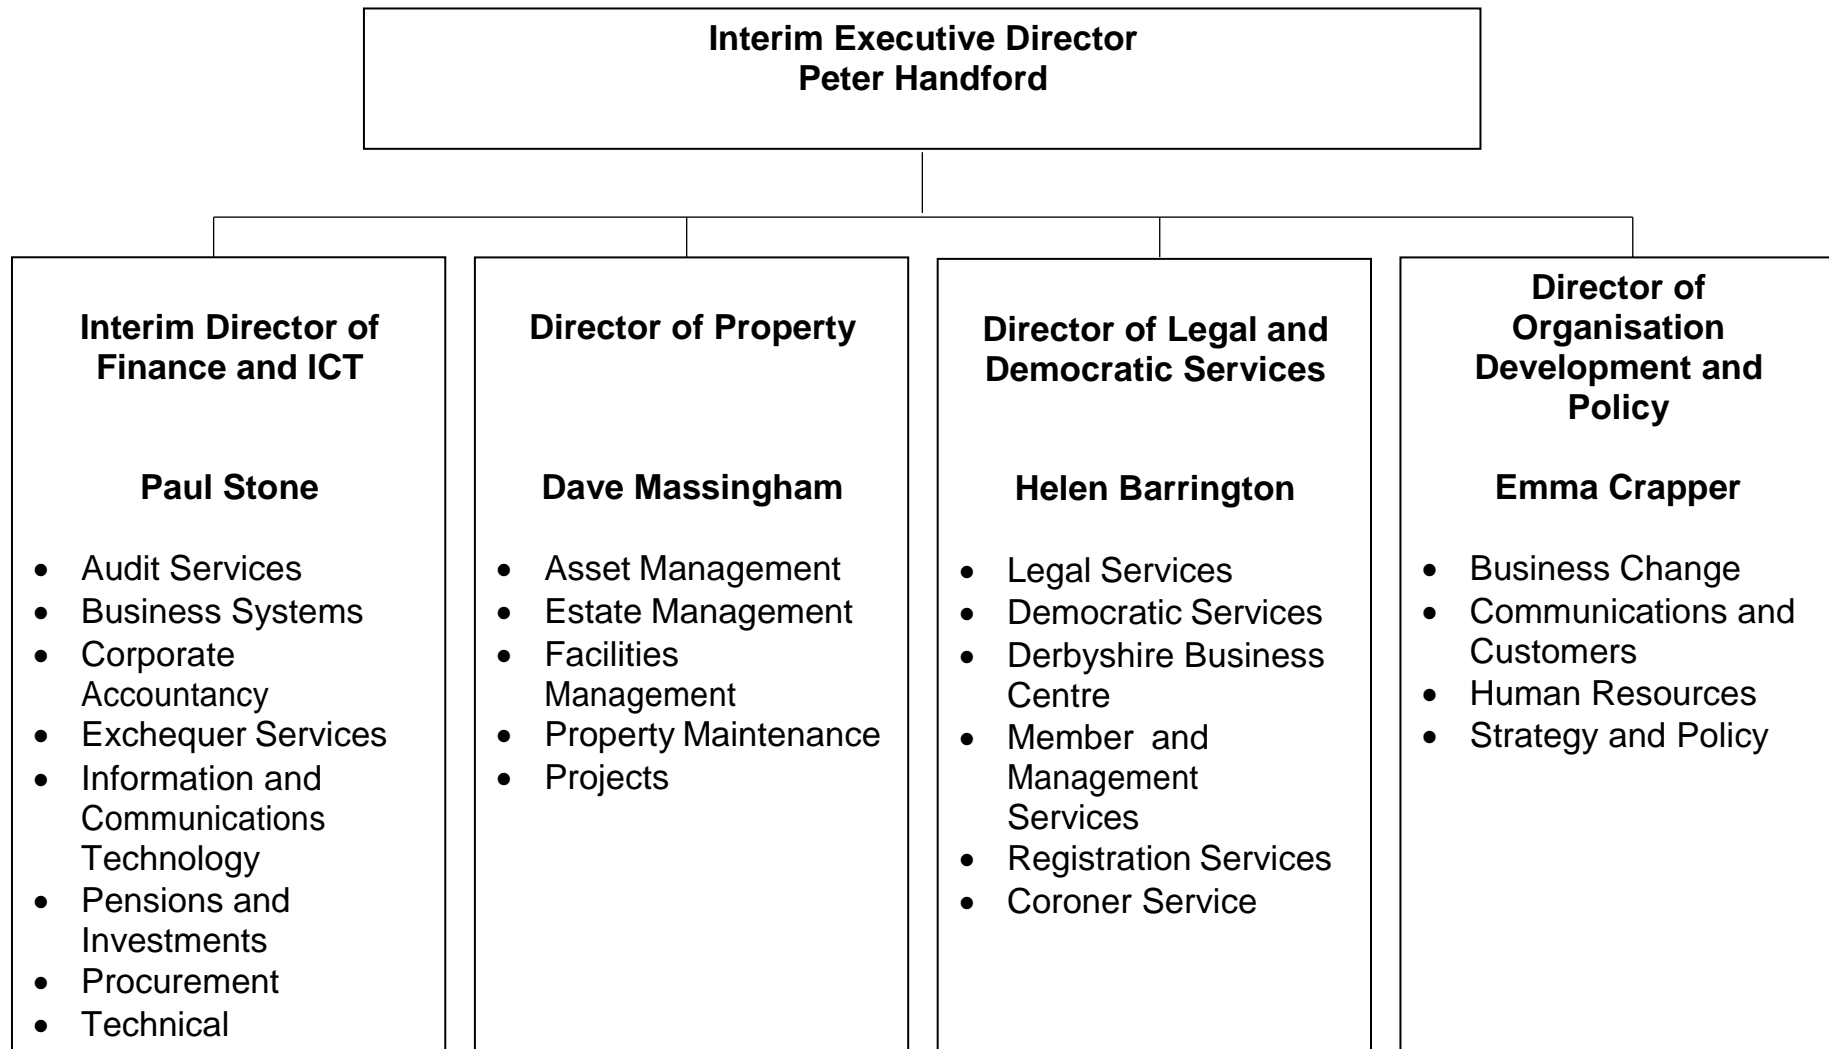 Interim Executive Director
Peter Handford
Interim Director of
Finance and ICT
Paul Stone
• Audit Services
• Business Systems
• Corporate
Accountancy
• Exchequer Services
• Information and
Communications
Technology
• Pensions and
Investments
• Procurement
• Technical
Director of Property
Dave Massingham
• Asset Management
• Estate Management
• Facilities
Management
• Property Maintenance
• Projects
Director of Legal and
Democratic Services
Helen Barrington
• Legal Services
• Democratic Services
• Derbyshire Business
Centre
• Member and
Management
Services
• Registration Services
• Coroner Service
Director of
Organisation
Development and
Policy
Emma Crapper
• Business Change
• Communications and
Customers
• Human Resources
• Strategy and Policy